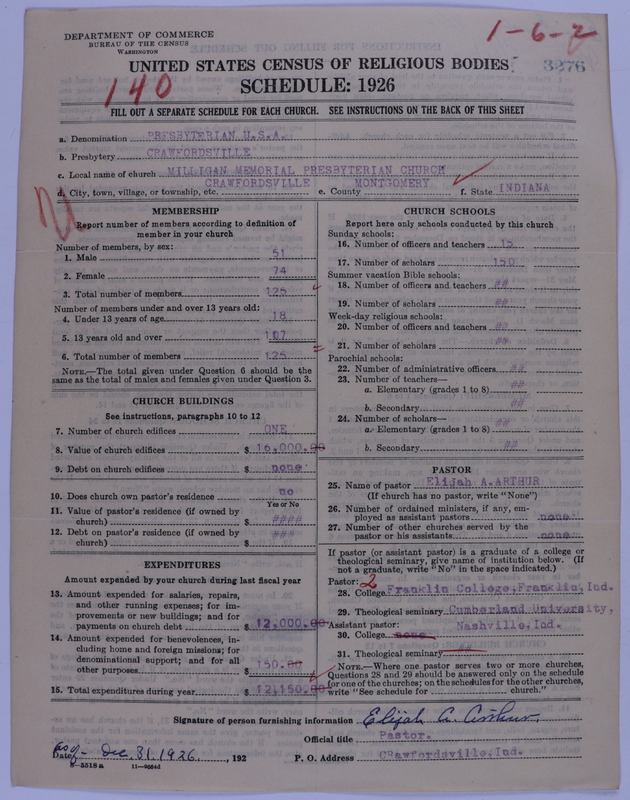 DEPARTMENT OF COMMERCE
BUREAU OF THE CENSUS
WASHINGTON
1-6-2
UNITED STATES CENSUS OF RELIGIOUS BODIES
3276
SCHEDULE: 1926
140
FILL OUT A SEPARATE SCHEDULE FOR EACH CHURCH. SEE INSTRUCTIONS ON THE BACK OF THIS SHEET
a. Denomination PRESBYTERIAN U.S.A.
b. Presbytery CRAWFORDSVILLE
c. Local name of church MILLIGAN MEMORIAL PRESBYTERIAN CHURCH
d. City, town, village, or township, etc. CRAWFORDSVILLE e. County MONTGOMERY f. State INDIANA
MEMBERSHIP
Report number of members according to definition of
member in your church
Number of members, by sex:
1. Male 51
2. Female 74
3. Total number of members 125
Number of members under and over 13 years old:
4. Under 13 years of age 18
5. 13 years old and over 107
6. Total number of members 125
NOTE.—The total given under Question 6 should be
same as the total of males and females given under Question 3.
CHURCH BUILDINGS
See instructions, paragraphs 10 to 12
7. Number of church edifices ONE
8. Value of church edifices $ 16,000.00
9. Debt on church edifices $ none
10. Does church own pastor's residence no
Yes or No
11. Value of pastor's residence (if owned by
church) $ ####
12. Debt on pastor's residence (if owned by
church) $ ###
EXPENDITURES
Amount expended by your church during last fiscal year
13. Amount expended for salaries, repairs,
and other running expenses; for im-
provements or new buildings; and for
payments on church debt $ 12,000.00
14. Amount expended for benevolences, in-
cluding home and foreign missions; for
denominational support; and for all
other purposes $ 150.00
15. Total expenditures during year $ 12,150.00
CHURCH SCHOOLS
Report here only schools conducted by this church
Sunday schools:
16. Number of officers and teachers 15
17. Number of scholars 150
Summer vacation Bible schools:
18. Number of officers and teachers ##
19. Number of scholars ##
Week-day religious schools:
20. Number of officers and teachers ##
21. Number of scholars ##
Parochial schools:
22. Number of administrative officers ##
23. Number of teachers—
a. Elementary (grades 1 to 8) ##
b. Secondary ##
24. Number of scholars—
a. Elementary (grades 1 to 8) ##
b. Secondary ##
PASTOR
25. Name of pastor Elijah A. ARTHUR
(If church has no pastor, write "None")
26. Number of ordained ministers, if any, em-
ployed as assistant pastors none
27. Number of other churches served by the
pastor or his assistants none
If pastor (or assistant pastor) is a graduate of a college or
theological seminary, give name of institution below. (If
not a graduate, write "No" in the space indicated.)
Pastor: 2
28. College Franklin College, Franklin, Ind.
29. Theological seminary Cumberland University,
Assistant pastor: Nashville, Ind.
30. College none
31. Theological seminary ##
NOTE.—Where one pastor serves two or more churches,
Questions 28 and 29 should be answered only on the schedule
for one of the churches; on the schedules for the other churches,
write "See schedule for church."
Signature of person furnishing information Elijah A. Arthur.
Official title Pastor.
Date as of Dec. 31, 1926, 192 P. O. Address Crawfordsville, Ind.
8-5518 a 11-9664d